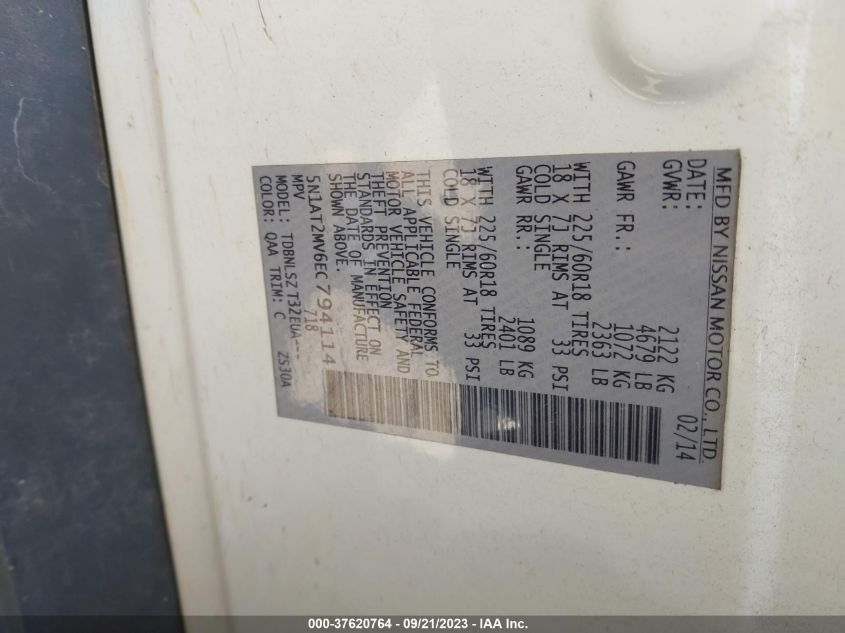 MFD BY NISSAN MOTOR CO., LTD.
DATE: 02/14
GVWR: 2122 KG
4679 LB
GAWR FR.: 1072 KG
2363 LB
WITH 225/60R18 TIRES
18 X 7J RIMS AT 33 PSI
COLD SINGLE
GAWR RR.: 1089 KG
2401 LB
WITH 225/60R18 TIRES
18 X 7J RIMS AT 33 PSI
COLD SINGLE
THIS VEHICLE CONFORMS TO
ALL APPLICABLE FEDERAL
MOTOR VEHICLE SAFETY AND
THEFT PREVENTION
STANDARDS IN EFFECT ON
THE DATE OF MANUFACTURE
SHOWN ABOVE.
5N1AT2MV6EC794114
MPV 718
MODEL: TDBNLSZ T32EUA---
COLOR: QAA TRIM: C 2S30A
000-37620764 - 09/21/2023 - IAA Inc.